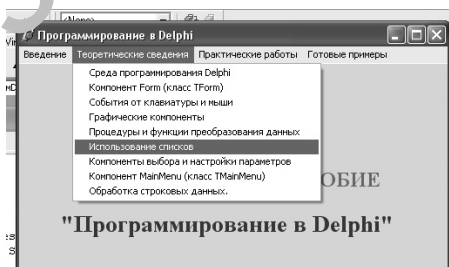 (None)
Программирование в Delphi
Введение Теоретические сведения Практические работы Готовые примеры
Среда программирования Delphi
Компонент Form (класс TForm)
События от клавиатуры и мыши
Графические компоненты
Процедуры и функции преобразования данных
Использование списков
Компоненты выбора и настройки параметров
Компонент MainMenu (класс TMainMenu)
Обработка строковых данных.
ОБИЕ
"Программирование в Delphi"